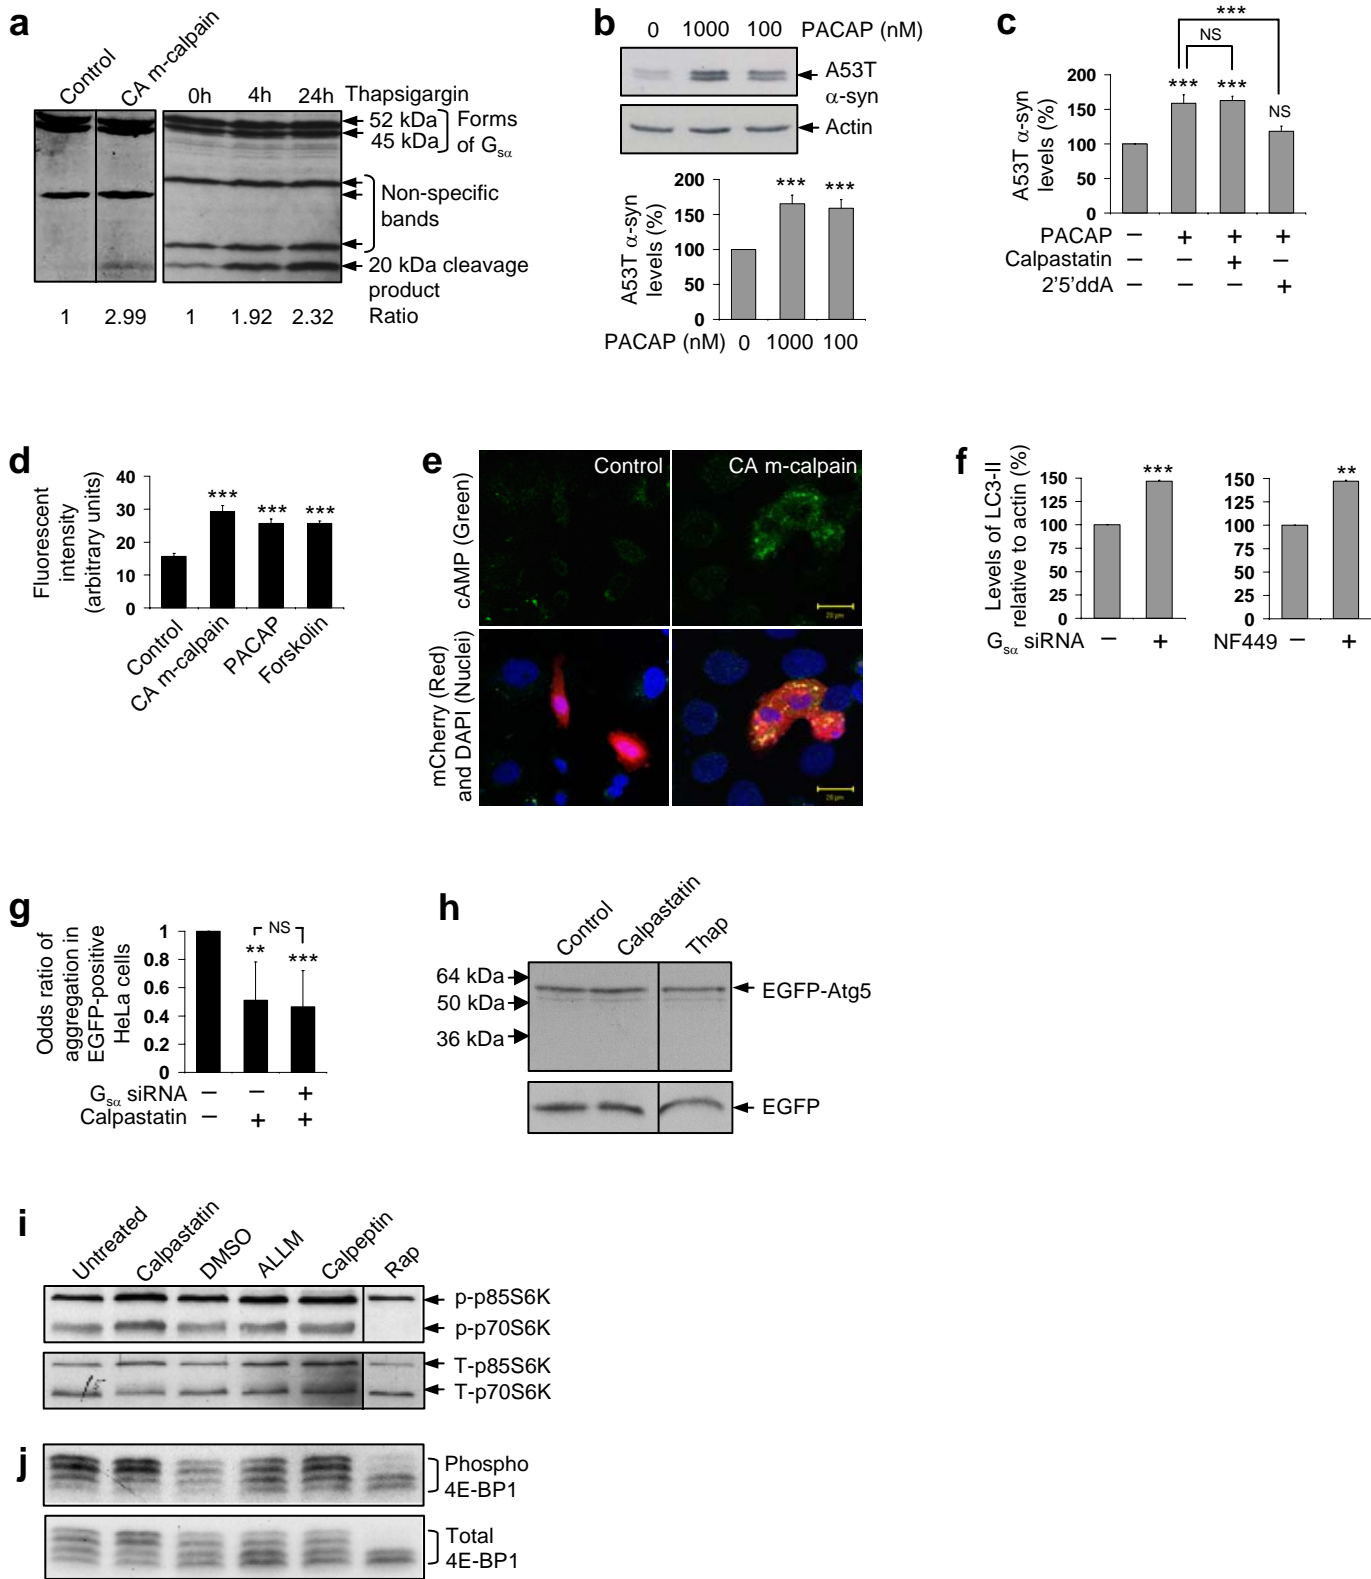 a
Control
CA m-calpain
0h 4h 24h Thapsigargin
52 kDa
45 kDa
Forms
of Gsα
Non-specific
bands
20 kDa cleavage
product
1 2.99 1 1.92 2.32 Ratio
b
0 1000 100 PACAP (nM)
A53T
α-syn
Actin
A53T α-syn
levels (%)
200
150
100
50
0
*** ***
PACAP (nM) 0 1000 100
c
***
NS
*** *** NS
A53T α-syn
levels (%)
200
150
100
50
0
PACAP – + + +
Calpastatin – – + –
2'5'ddA – – – +
d
Fluorescent
intensity
(arbitrary units)
40
30
20
10
0
*** *** ***
Control
CA m-calpain
PACAP
Forskolin
e
Control
CA m-calpain
cAMP (Green)
20 µm
mCherry (Red)
and DAPI (Nuclei)
20 µm
f
Levels of LC3-II
relative to actin (%)
150
125
100
75
50
25
0
***
Gsα siRNA – +
150
125
100
75
50
25
0
**
NF449 – +
g
Odds ratio of
aggregation in
EGFP-positive
HeLa cells
1
0.8
0.6
0.4
0.2
0
NS
** ***
Gsα siRNA – – +
Calpastatin – + +
h
Control
Calpastatin
Thap
64 kDa
50 kDa
36 kDa
EGFP-Atg5
EGFP
i
Untreated
Calpastatin
DMSO
ALLM
Calpeptin
Rap
p-p85S6K
p-p70S6K
T-p85S6K
T-p70S6K
j
Phospho
4E-BP1
Total
4E-BP1